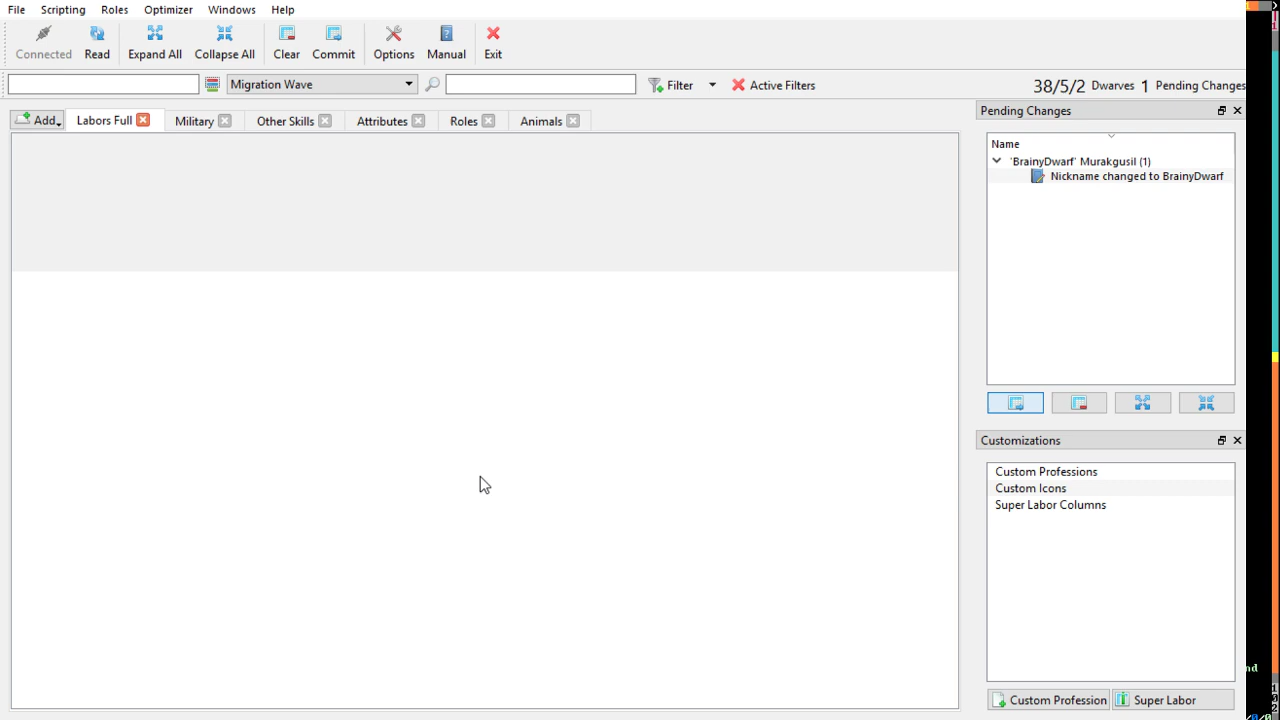 File Scripting Roles Optimizer Windows Help
Connected Read Expand All Collapse All Clear Commit Options Manual Exit
Migration Wave Filter Active Filters 38/5/2 Dwarves 1 Pending Changes
Add Labors Full Military Other Skills Attributes Roles Animals
Pending Changes
Name
'BrainyDwarf' Murakgusil (1)
Nickname changed to BrainyDwarf
Customizations
Custom Professions
Custom Icons
Super Labor Columns
Custom Profession Super Labor
nd